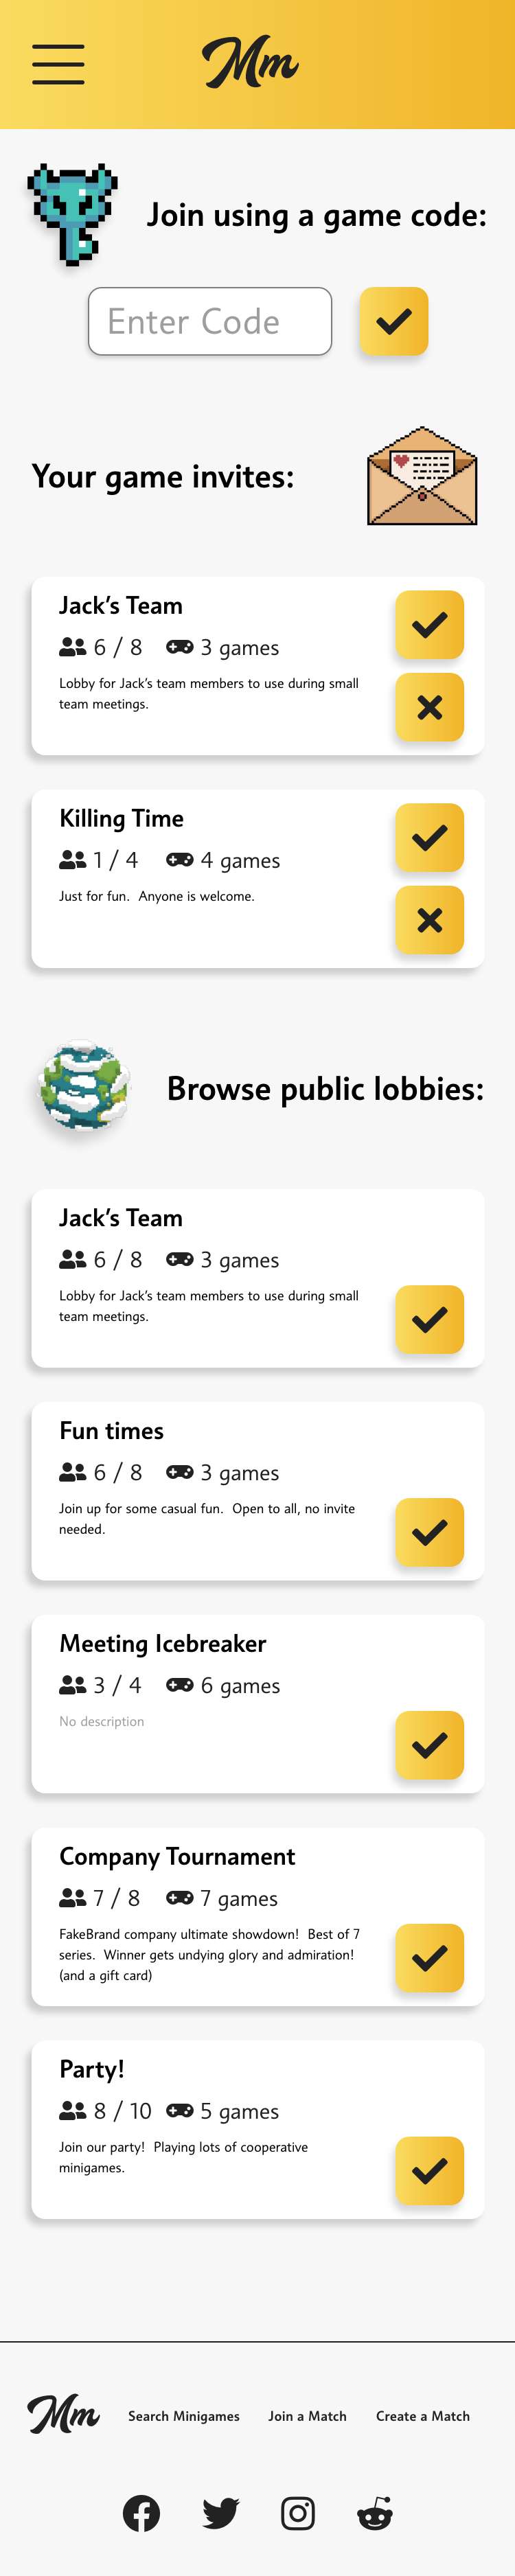 Mm
Join using a game code:
Enter Code
Your game invites:
Jack’s Team
6 / 8 3 games
Lobby for Jack’s team members to use during small
team meetings.
Killing Time
1 / 4 4 games
Just for fun.  Anyone is welcome.
Browse public lobbies:
Jack’s Team
6 / 8 3 games
Lobby for Jack’s team members to use during small
team meetings.
Fun times
6 / 8 3 games
Join up for some casual fun.  Open to all, no invite
needed.
Meeting Icebreaker
3 / 4 6 games
No description
Company Tournament
7 / 8 7 games
FakeBrand company ultimate showdown!  Best of 7
series.  Winner gets undying glory and admiration!
(and a gift card)
Party!
8 / 10 5 games
Join our party!  Playing lots of cooperative
minigames.
Mm Search Minigames Join a Match Create a Match